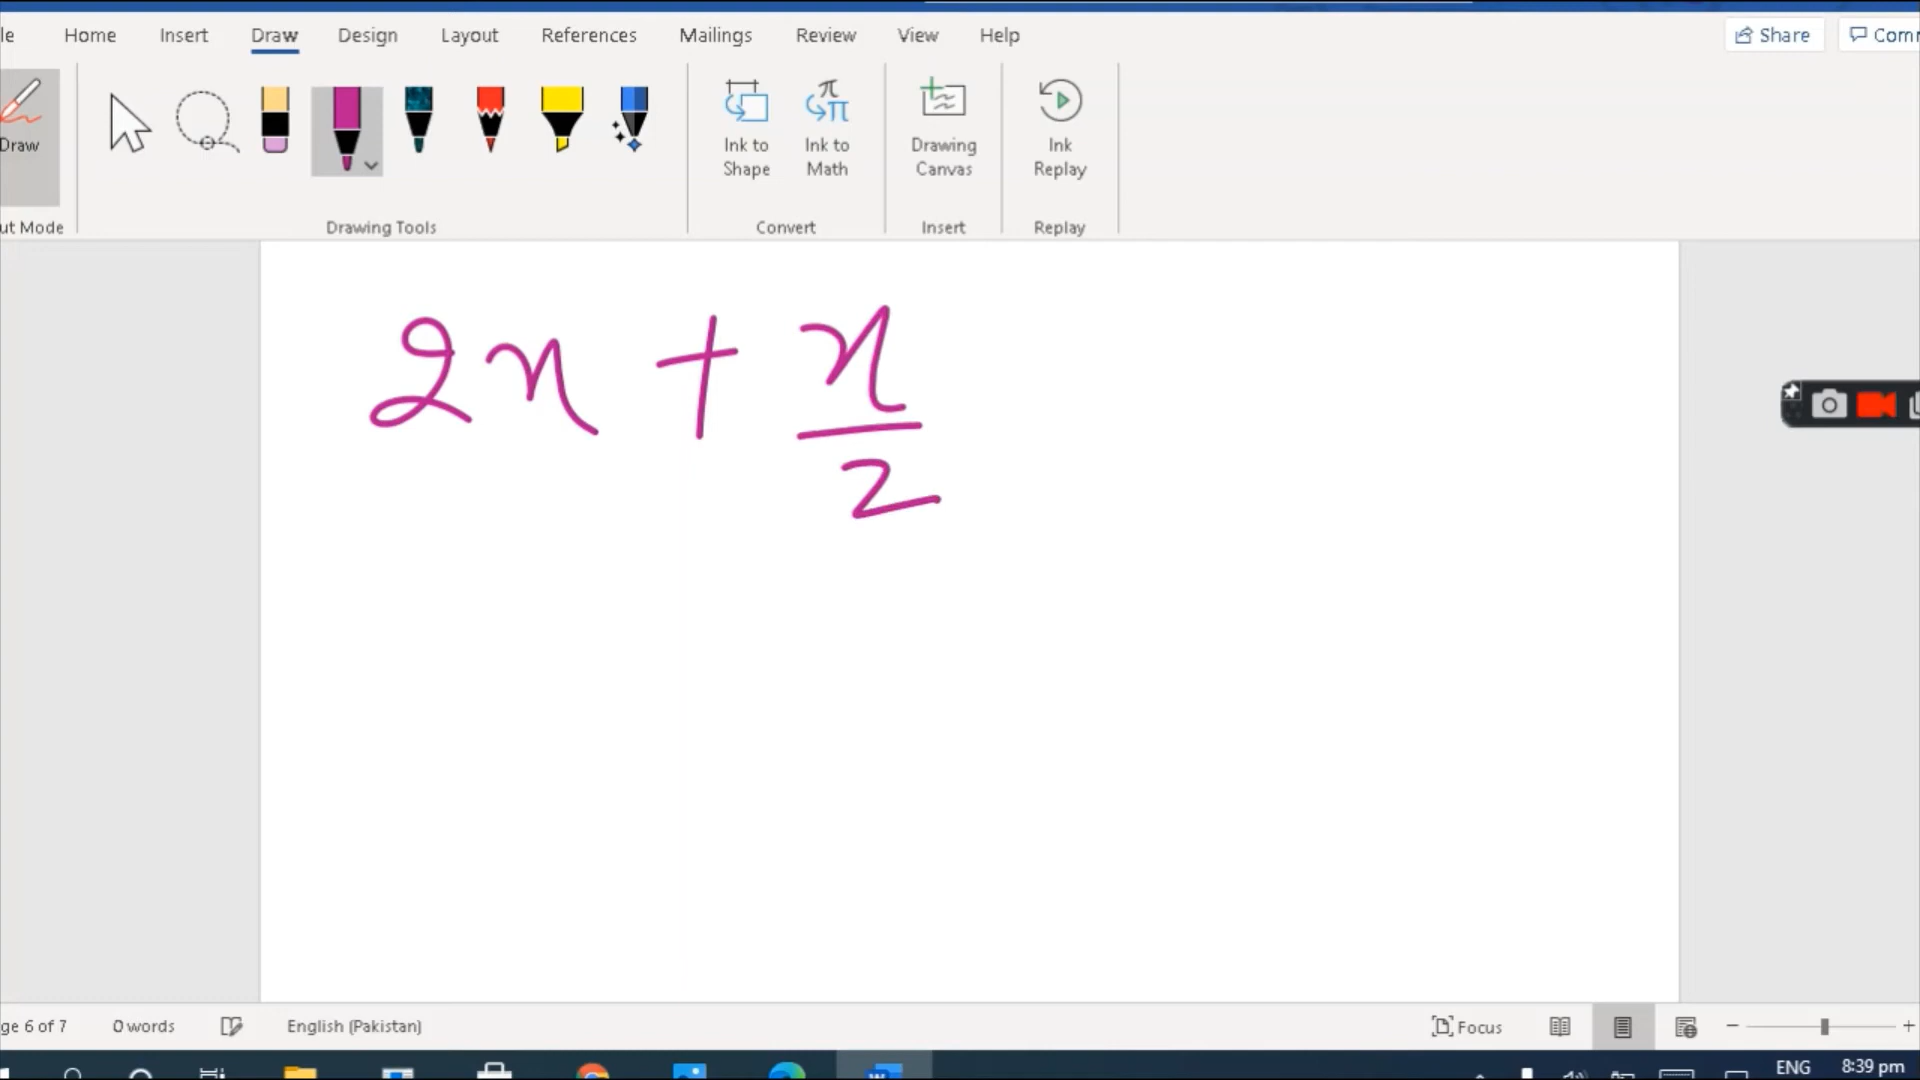 le Home Insert Draw Design Layout References Mailings Review View Help Share Comm
Draw
Ink to Shape
Ink to Math
Drawing Canvas
Ink Replay
ut Mode Drawing Tools Convert Insert Replay
2x + x/2
ge 6 of 7 0 words English (Pakistan) Focus
ENG 8:39 pm